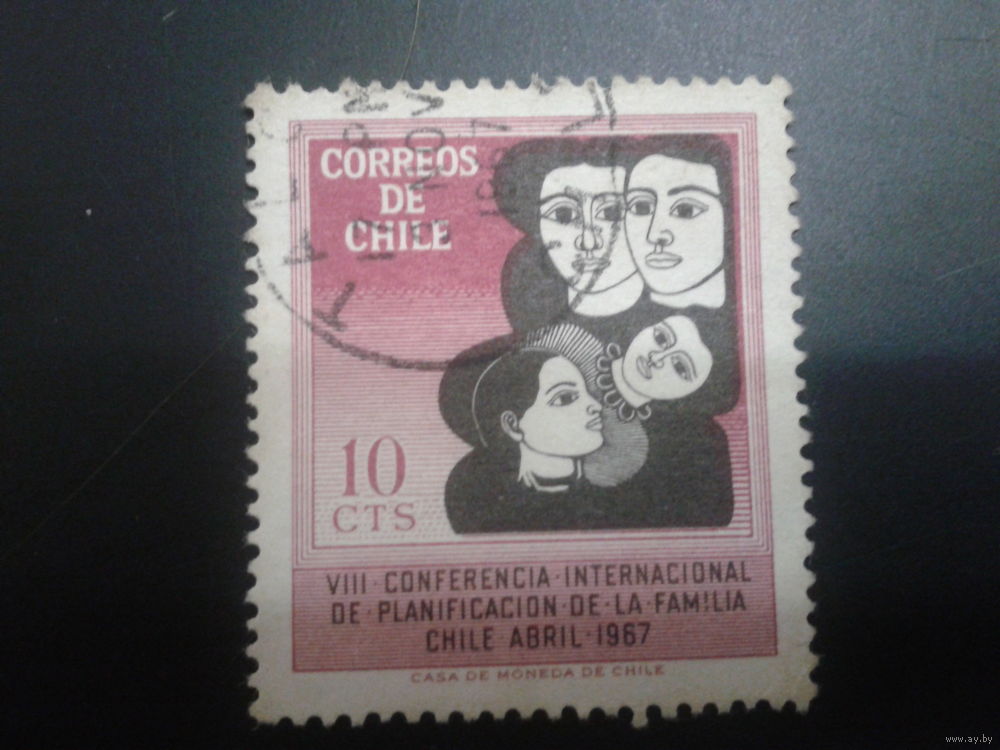 CORREOS
DE
CHILE
10
CTS
VIII · CONFERENCIA · INTERNACIONAL
DE · PLANIFICACION · DE · LA · FAMILIA
CHILE ABRIL · 1967
CASA DE MONEDA DE CHILE
NOV
www.ay.by